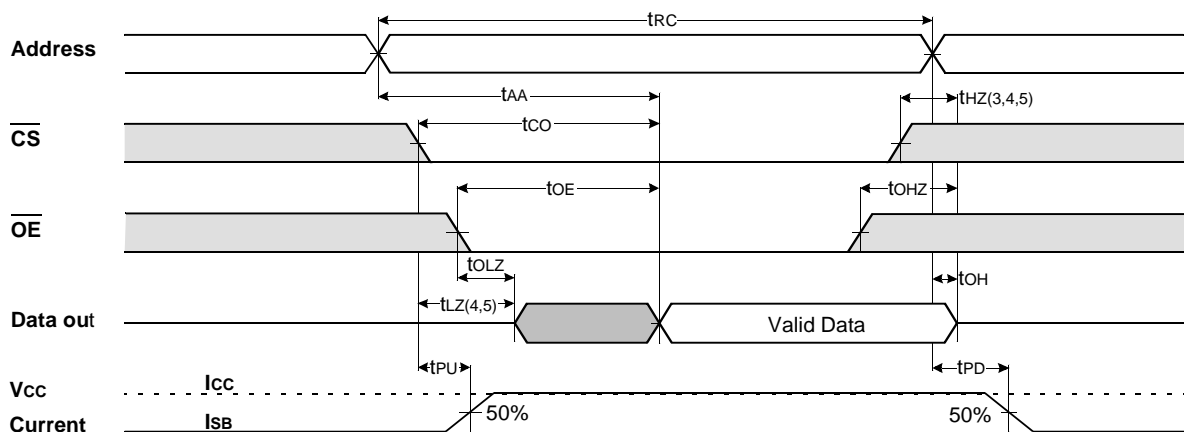 tRC
Address
tAA
tHZ(3,4,5)
CS
tCO
tOE
tOHZ
OE
tOLZ
tOH
tLZ(4,5)
Data out
Valid Data
tPU
tPD
VCC
ICC
50%
50%
Current
ISB